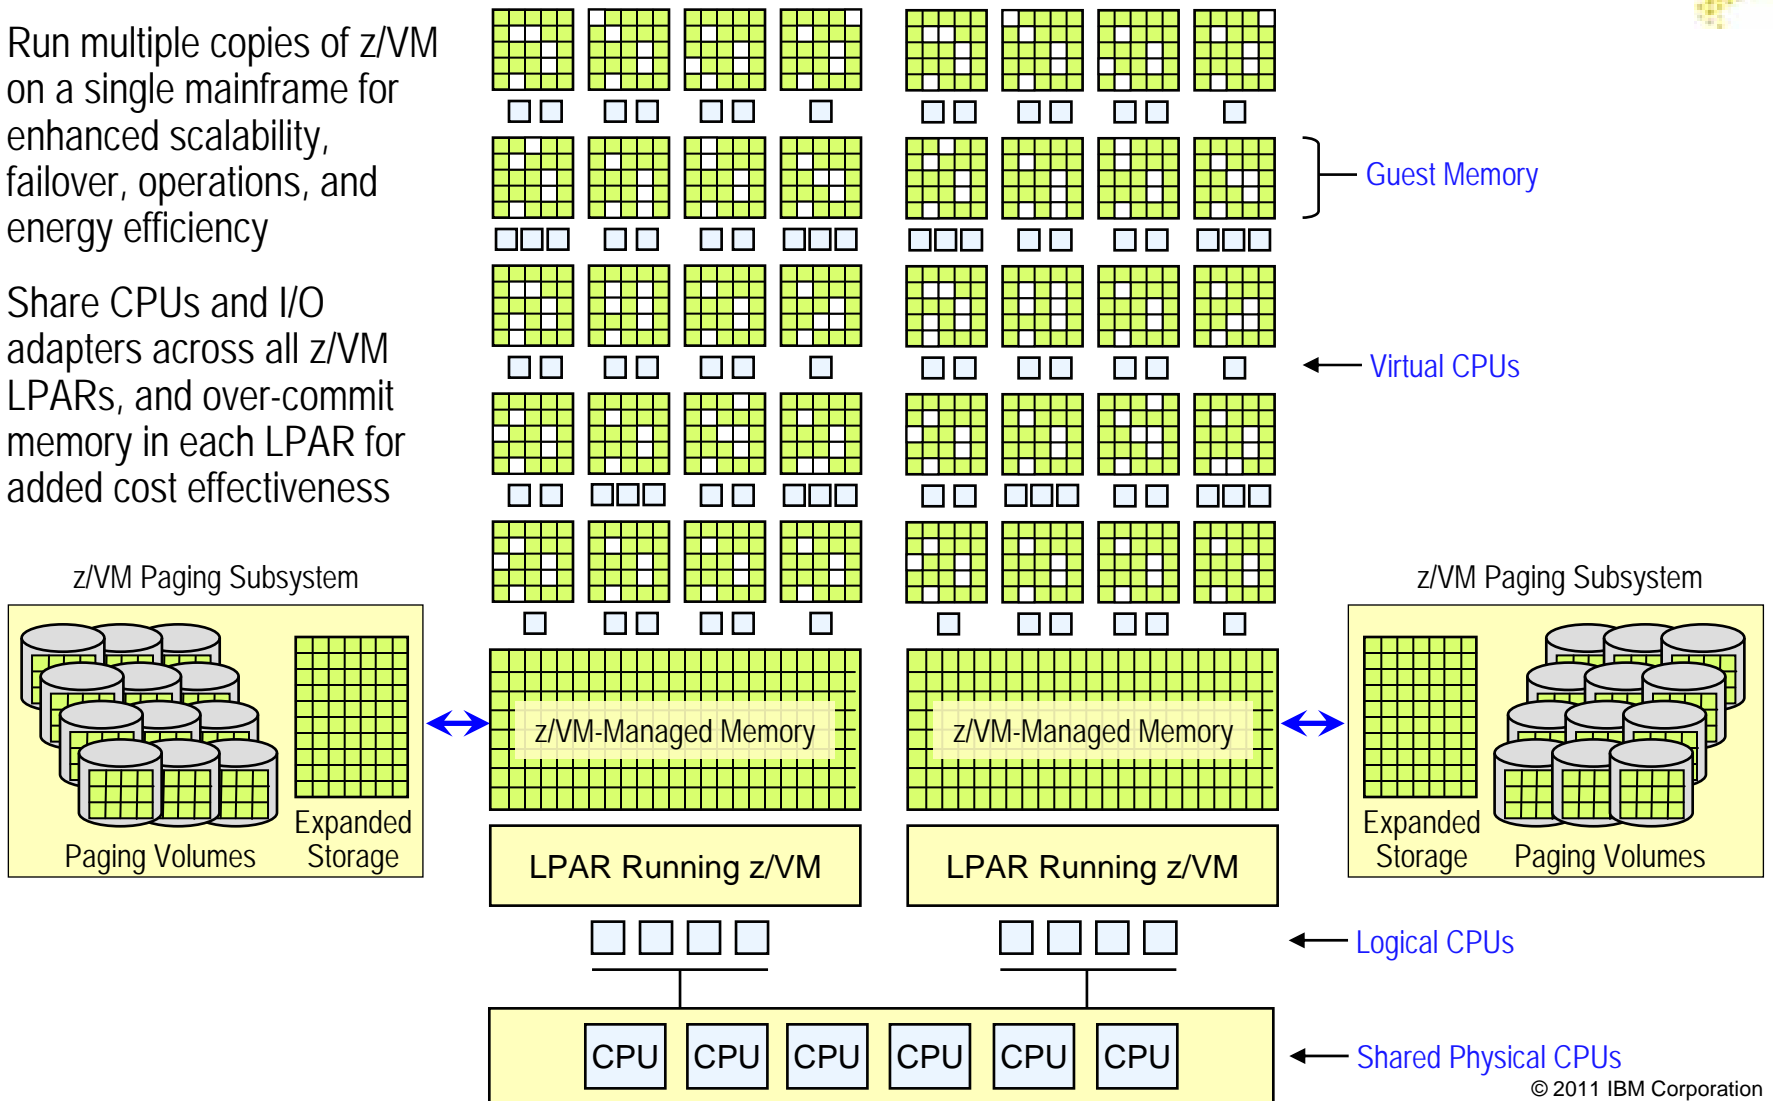 Run multiple copies of z/VM
on a single mainframe for
enhanced scalability,
failover, operations, and
energy efficiency
Share CPUs and I/O
adapters across all z/VM
LPARs, and over-commit
memory in each LPAR for
added cost effectiveness
Guest Memory
Virtual CPUs
z/VM Paging Subsystem
Paging Volumes
Expanded
Storage
z/VM-Managed Memory
z/VM-Managed Memory
z/VM Paging Subsystem
Expanded
Storage
Paging Volumes
LPAR Running z/VM
LPAR Running z/VM
Logical CPUs
CPU
CPU
CPU
CPU
CPU
CPU
Shared Physical CPUs
© 2011 IBM Corporation